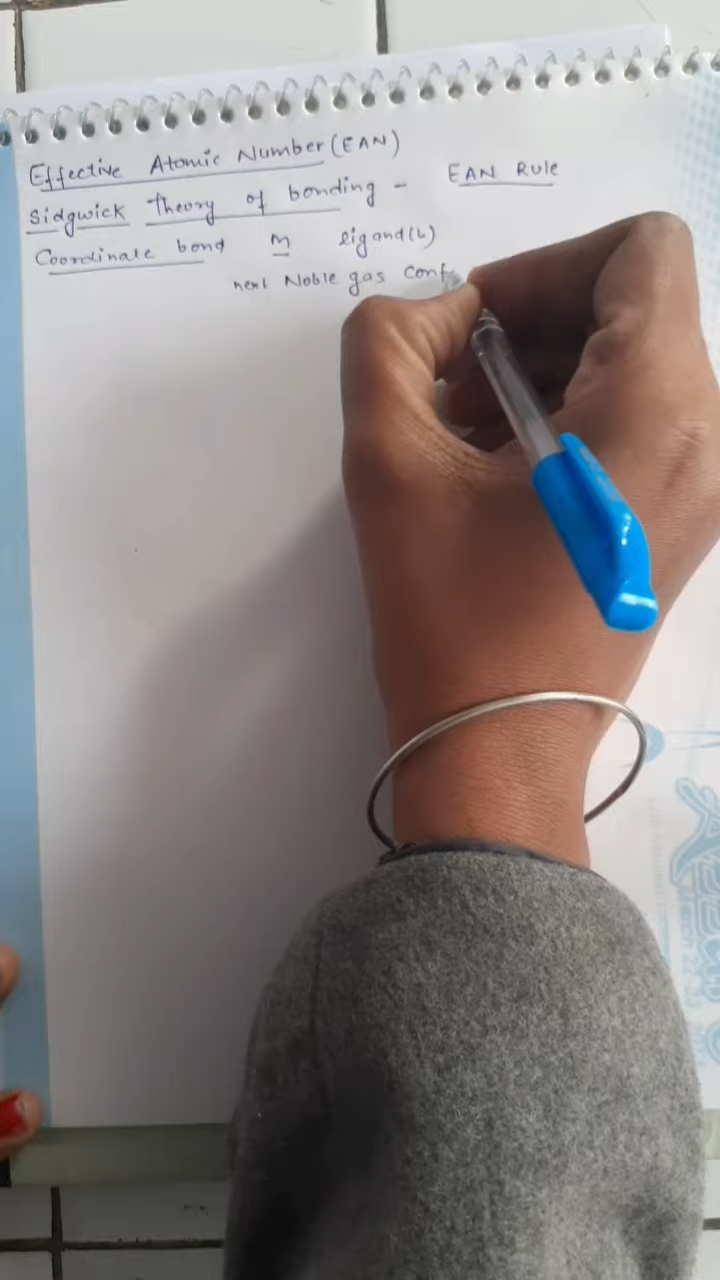 Effective Atomic Number (EAN)
Sidgwick Theory of bonding - EAN Rule
Coordinate bond M ligand(L)
next Noble gas conf